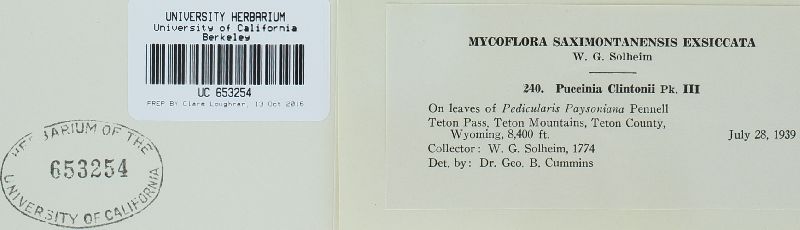 UNIVERSITY HERBARIUM
University of California
Berkeley
UC 653254
PREP BY Clare Loughran, 13 Oct 2016
HERBARIUM OF THE
653254
UNIVERSITY OF CALIFORNIA
MYCOFLORA SAXIMONTANENSIS EXSICCATA
W. G. Solheim
240. Puccinia Clintonii Pk. III
On leaves of Pedicularis Paysoniana Pennell
Teton Pass, Teton Mountains, Teton County,
Wyoming, 8,400 ft. July 28, 1939
Collector: W. G. Solheim, 1774
Det. by: Dr. Geo. B. Cummins